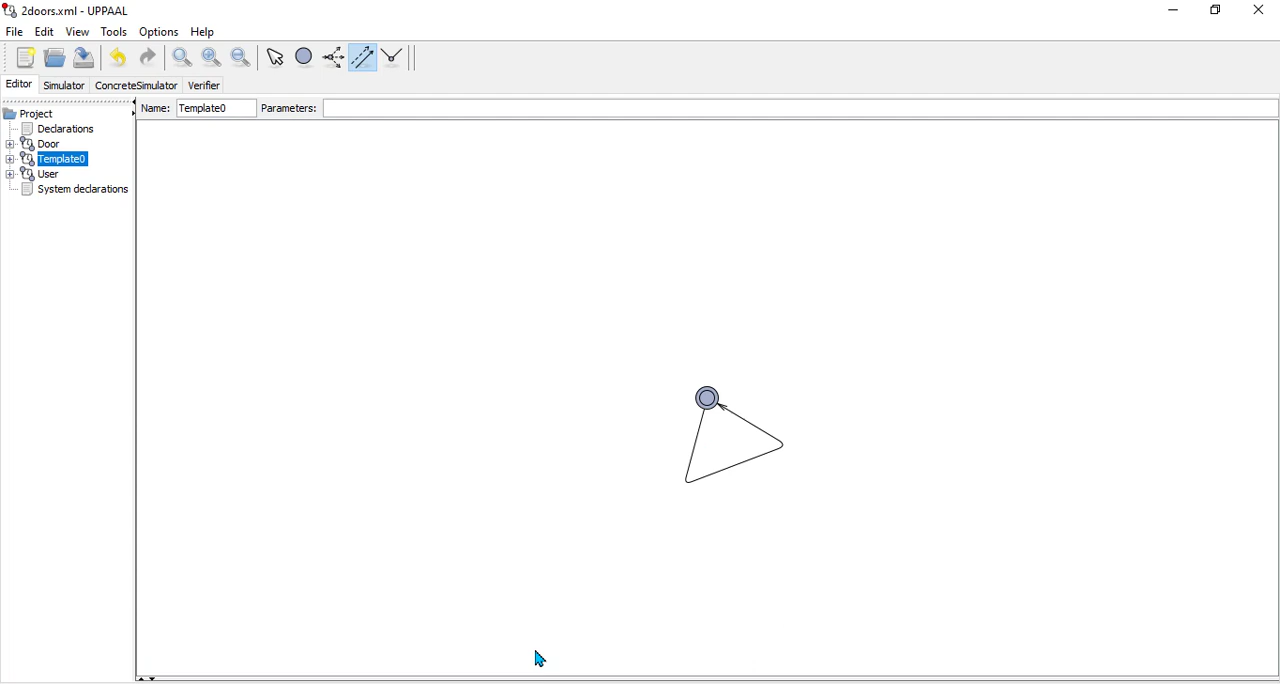 2doors.xml - UPPAAL
File Edit View Tools Options Help
Editor Simulator ConcreteSimulator Verifier
Name: Template0 Parameters:
Project
Declarations
Door
Template0
User
System declarations